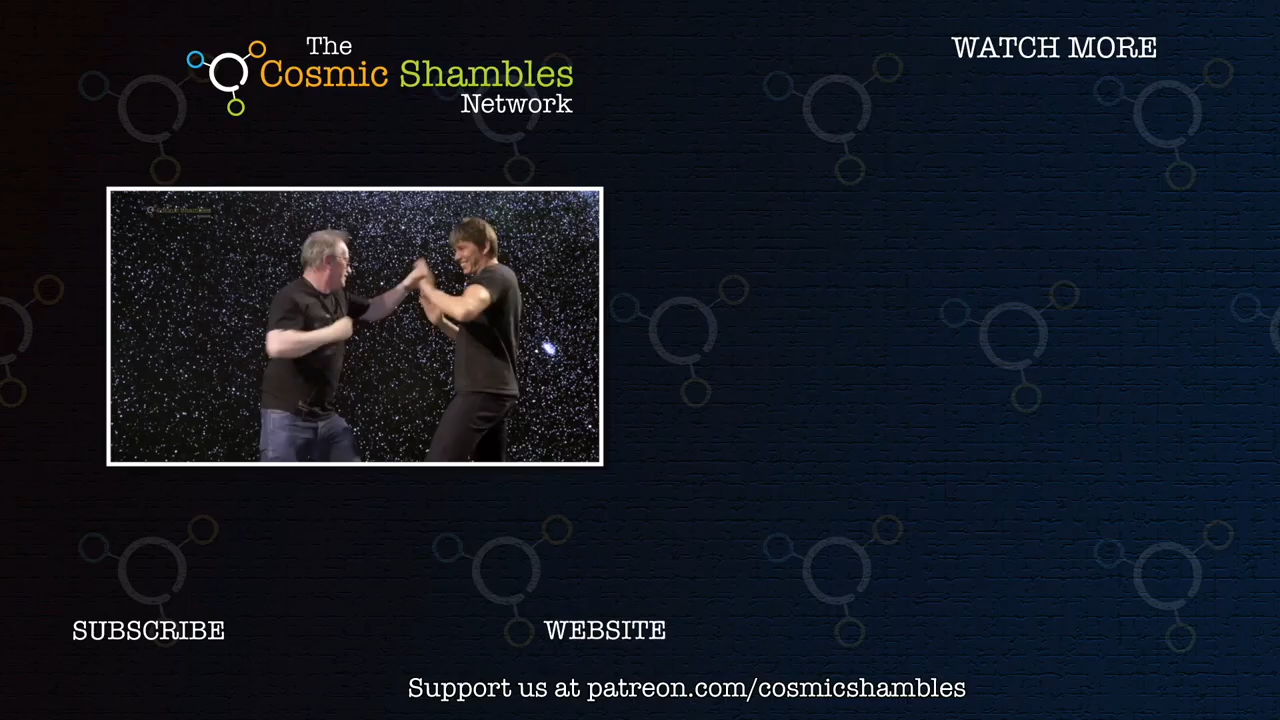 The
Cosmic Shambles
Network
WATCH MORE
SUBSCRIBE
WEBSITE
Support us at patreon.com/cosmicshambles